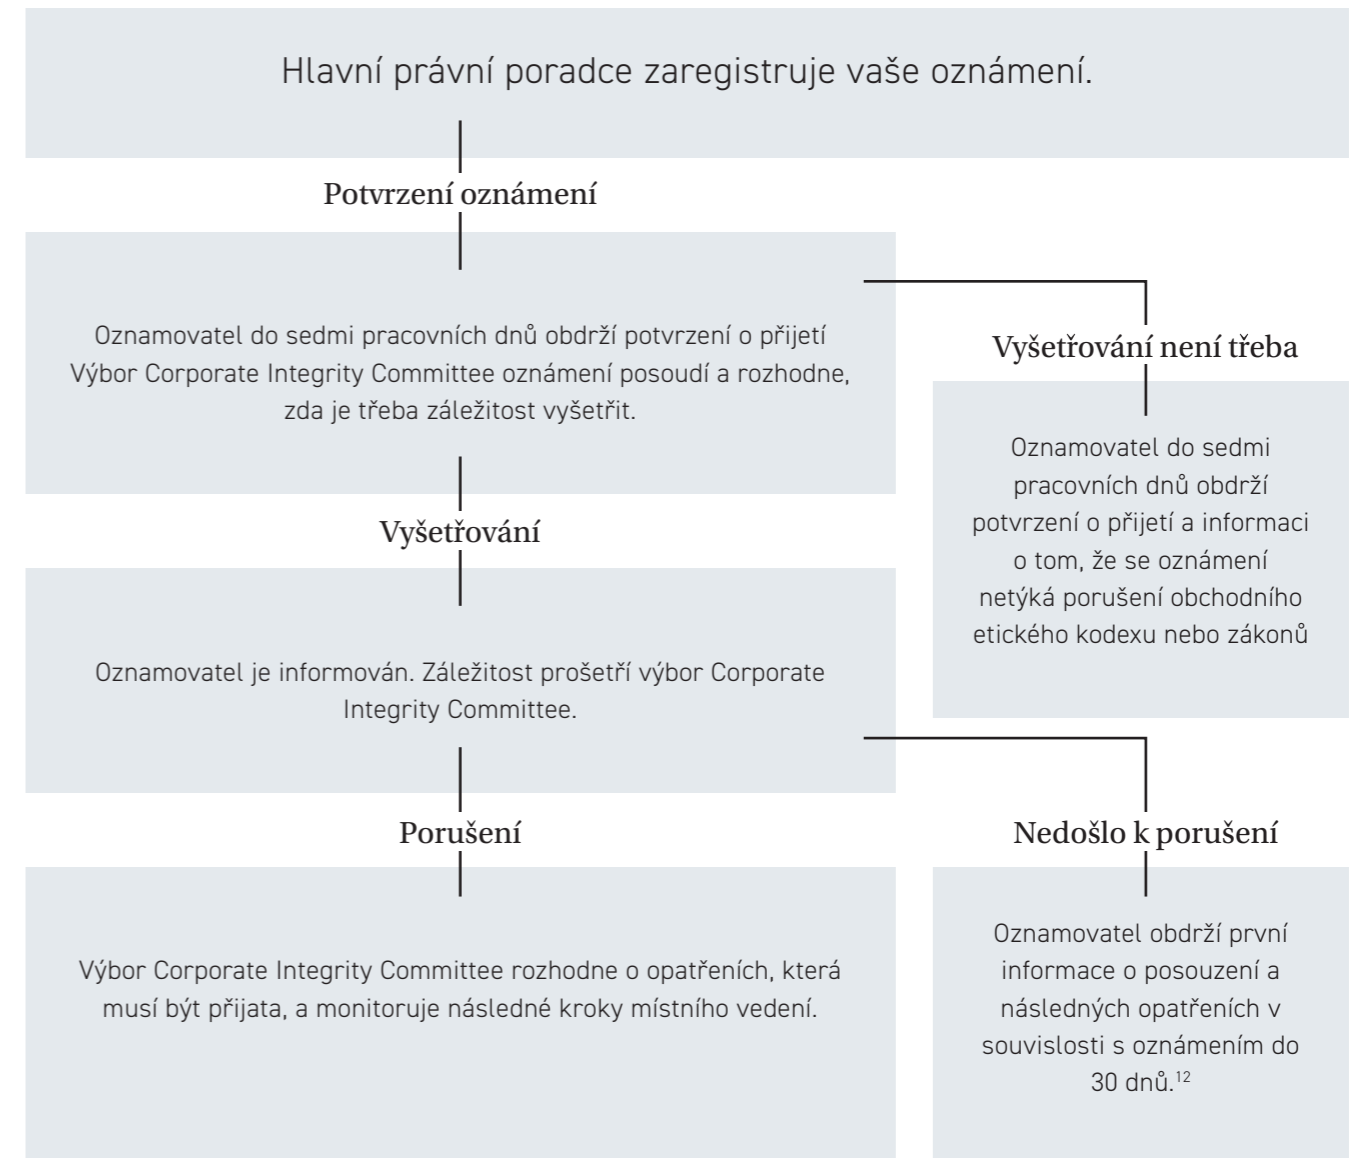 Hlavní právní poradce zaregistruje vaše oznámení.
Potvrzení oznámení
Oznamovatel do sedmi pracovních dnů obdrží potvrzení o přijetí
Výbor Corporate Integrity Committee oznámení posoudí a rozhodne,
zda je třeba záležitost vyšetřit.
Vyšetřování není třeba
Oznamovatel do sedmi
pracovních dnů obdrží
potvrzení o přijetí a informaci
o tom, že se oznámení
netýká porušení obchodního
etického kodexu nebo zákonů
Vyšetřování
Oznamovatel je informován. Záležitost prošetří výbor Corporate
Integrity Committee.
Porušení
Výbor Corporate Integrity Committee rozhodne o opatřeních, která
musí být přijata, a monitoruje následné kroky místního vedení.
Nedošlo k porušení
Oznamovatel obdrží první
informace o posouzení a
následných opatřeních v
souvislosti s oznámením do
30 dnů.¹²